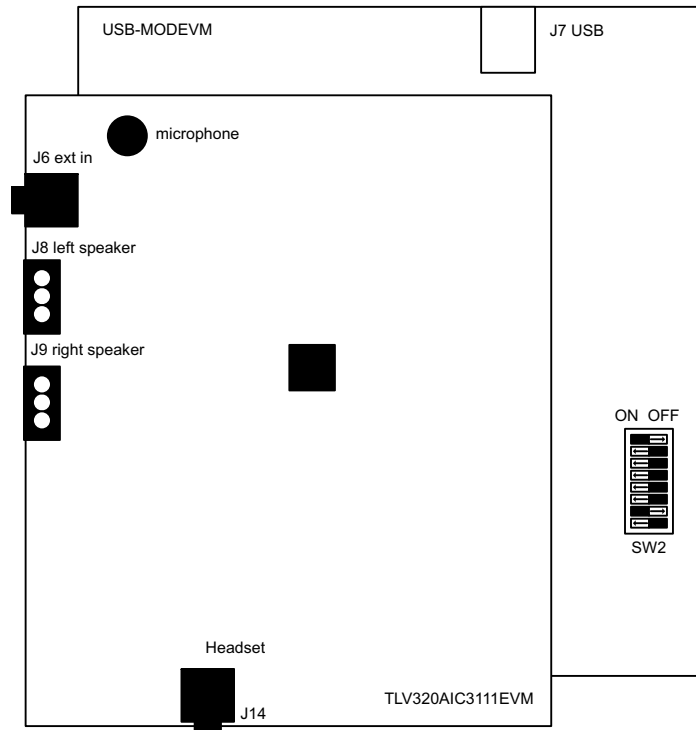 USB-MODEVM
J7 USB
microphone
J6 ext in
J8 left speaker
J9 right speaker
ON OFF
SW2
Headset
TLV320AIC3111EVM
J14